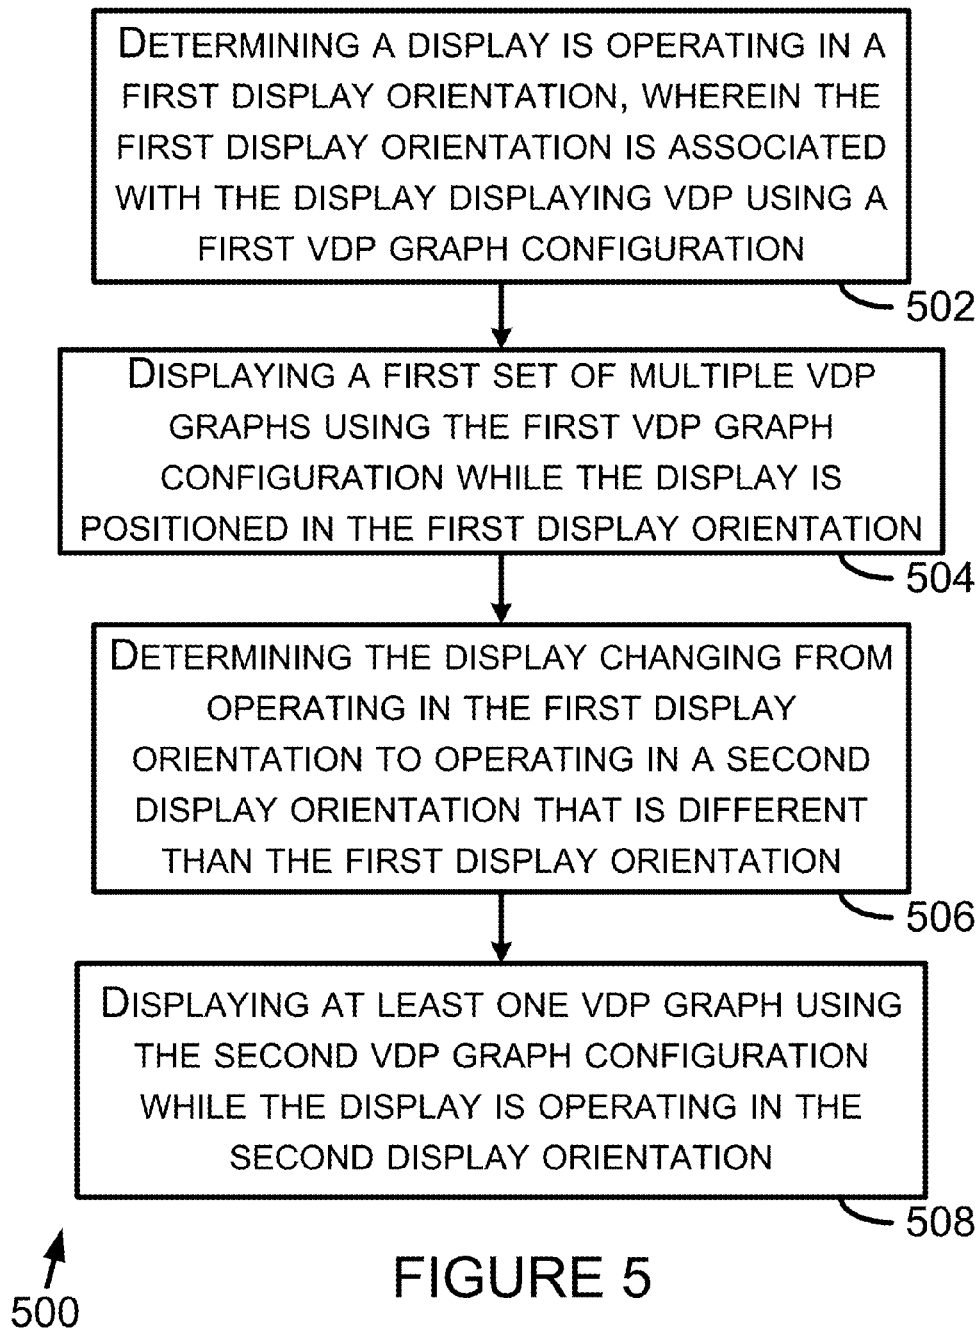 DETERMINING A DISPLAY IS OPERATING IN A
FIRST DISPLAY ORIENTATION, WHEREIN THE
FIRST DISPLAY ORIENTATION IS ASSOCIATED
WITH THE DISPLAY DISPLAYING VDP USING A
FIRST VDP GRAPH CONFIGURATION
502
DISPLAYING A FIRST SET OF MULTIPLE VDP
GRAPHS USING THE FIRST VDP GRAPH
CONFIGURATION WHILE THE DISPLAY IS
POSITIONED IN THE FIRST DISPLAY ORIENTATION
504
DETERMINING THE DISPLAY CHANGING FROM
OPERATING IN THE FIRST DISPLAY
ORIENTATION TO OPERATING IN A SECOND
DISPLAY ORIENTATION THAT IS DIFFERENT
THAN THE FIRST DISPLAY ORIENTATION
506
DISPLAYING AT LEAST ONE VDP GRAPH USING
THE SECOND VDP GRAPH CONFIGURATION
WHILE THE DISPLAY IS OPERATING IN THE
SECOND DISPLAY ORIENTATION
508
500
FIGURE 5